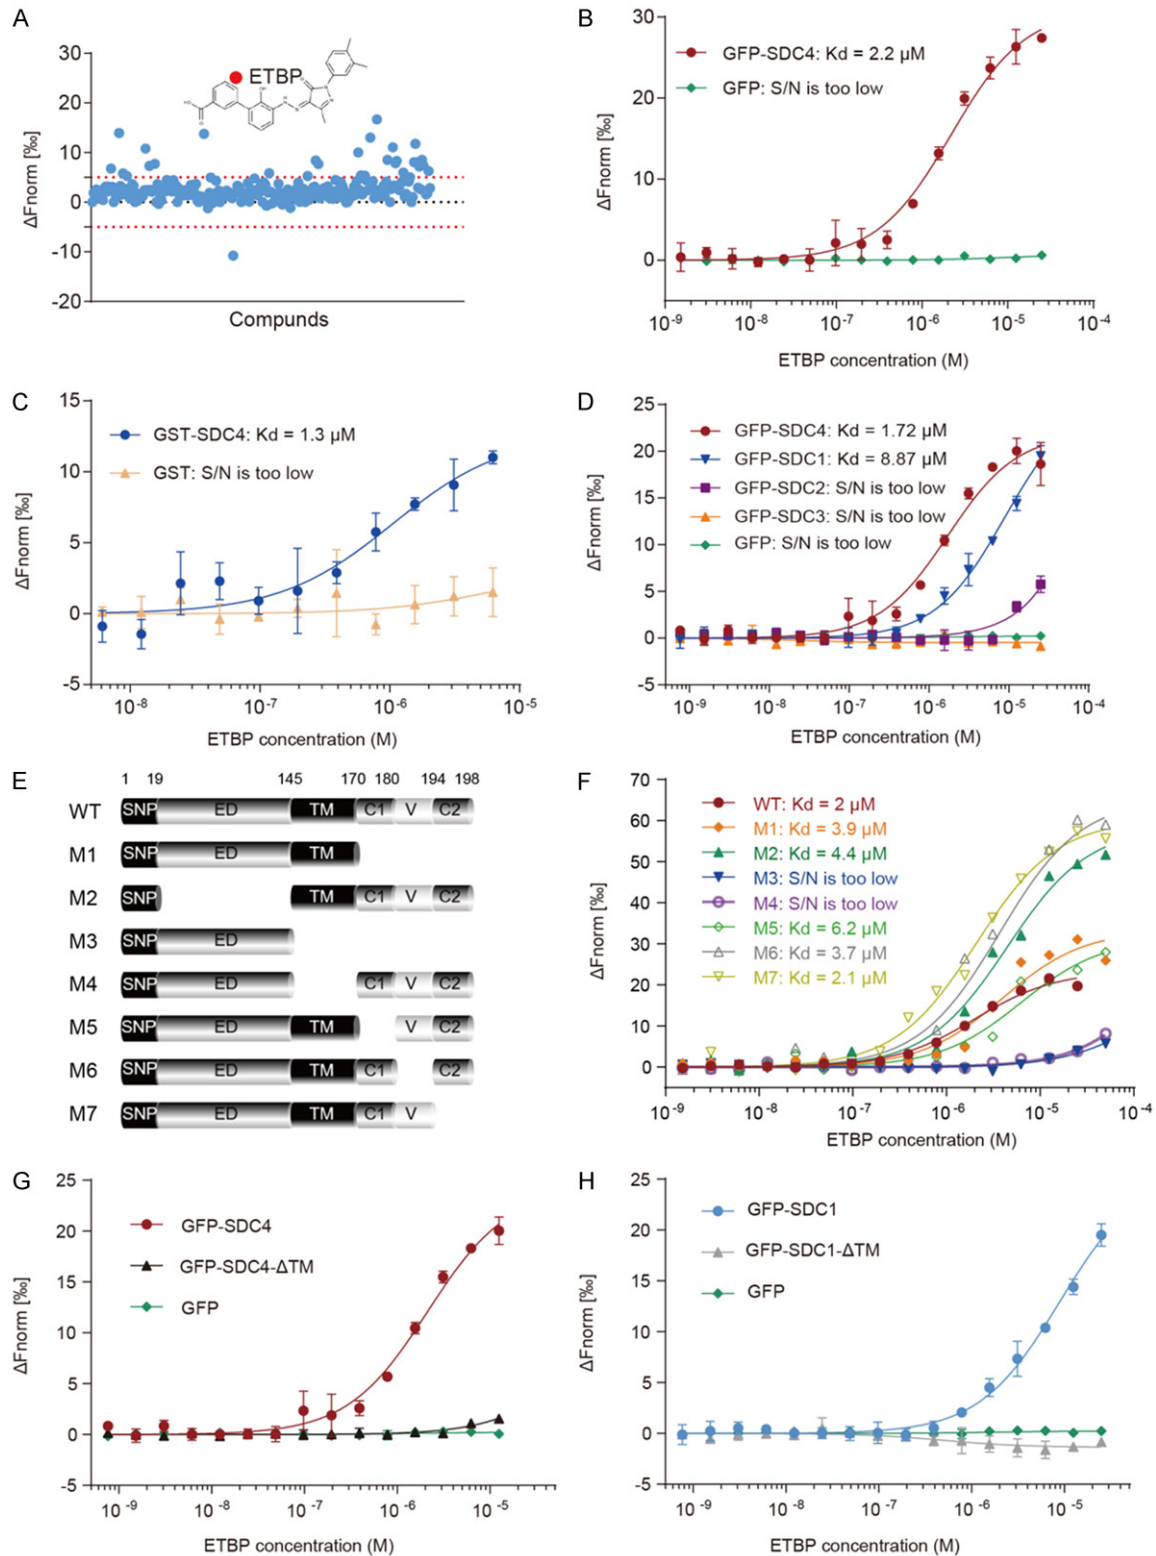 A
30
20
10
0
-10
-20
ΔFnorm [‰]
ETBP
Compunds
B
30
20
10
0
ΔFnorm [‰]
GFP-SDC4: Kd = 2.2 μM
GFP: S/N is too low
10-9 10-8 10-7 10-6 10-5 10-4
ETBP concentration (M)
C
15
10
5
0
-5
ΔFnorm [‰]
GST-SDC4: Kd = 1.3 μM
GST: S/N is too low
10-8 10-7 10-6 10-5
ETBP concentration (M)
D
25
20
15
10
5
0
-5
ΔFnorm [‰]
GFP-SDC4: Kd = 1.72 μM
GFP-SDC1: Kd = 8.87 μM
GFP-SDC2: S/N is too low
GFP-SDC3: S/N is too low
GFP: S/N is too low
10-9 10-8 10-7 10-6 10-5 10-4
ETBP concentration (M)
E
1 19 145 170 180 194 198
WT SNP ED TM C1 V C2
M1 SNP ED TM
M2 SNP TM C1 V C2
M3 SNP ED
M4 SNP ED C1 V C2
M5 SNP ED TM V C2
M6 SNP ED TM C1 C2
M7 SNP ED TM C1 V
F
70
60
50
40
30
20
10
0
ΔFnorm [‰]
WT: Kd = 2 μM
M1: Kd = 3.9 μM
M2: Kd = 4.4 μM
M3: S/N is too low
M4: S/N is too low
M5: Kd = 6.2 μM
M6: Kd = 3.7 μM
M7: Kd = 2.1 μM
10-9 10-8 10-7 10-6 10-5 10-4
ETBP concentration (M)
G
25
20
15
10
5
0
-5
ΔFnorm [‰]
GFP-SDC4
GFP-SDC4-ΔTM
GFP
10-9 10-8 10-7 10-6 10-5
ETBP concentration (M)
H
25
20
15
10
5
0
-5
ΔFnorm [‰]
GFP-SDC1
GFP-SDC1-ΔTM
GFP
10-9 10-8 10-7 10-6 10-5
ETBP concentration (M)